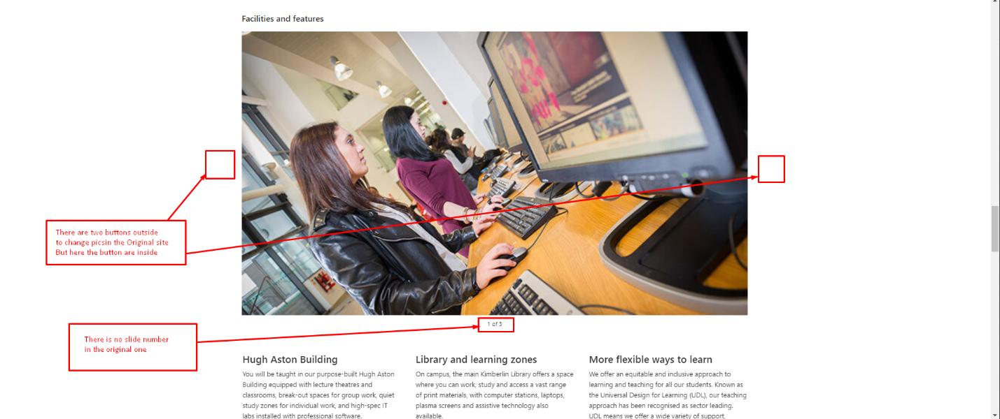 Facilities and features
There are two buttons outside
to change picsin the Original site
But here the button are inside
1 of 3
There is no slide number
in the original one
Hugh Aston Building
You will be taught in our purpose-built Hugh Aston
Building equipped with lecture theatres and
classrooms, break-out spaces for group work, quiet
study zones for individual work, and high-spec IT
labs installed with professional software.
Library and learning zones
On campus, the main Kimberlin Library offers a space
where you can work, study and access a vast range
of print materials, with computer stations, laptops,
plasma screens and assistive technology also
available.
More flexible ways to learn
We offer an equitable and inclusive approach to
learning and teaching for all our students. Known as
the Universal Design for Learning (UDL), our teaching
approach has been recognised as sector leading.
UDL means we offer a wide variety of support,